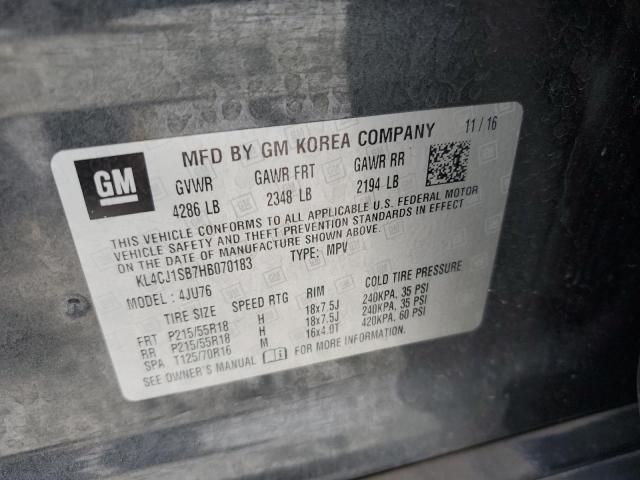 GM
MFD BY GM KOREA COMPANY 11/16
GVWR GAWR FRT GAWR RR
4286 LB 2348 LB 2194 LB
THIS VEHICLE CONFORMS TO ALL APPLICABLE U.S. FEDERAL MOTOR
VEHICLE SAFETY AND THEFT PREVENTION STANDARDS IN EFFECT
ON THE DATE OF MANUFACTURE SHOWN ABOVE.
KL4CJ1SB7HB070183 TYPE: MPV
MODEL: 4JU76
TIRE SIZE SPEED RTG RIM COLD TIRE PRESSURE
FRT P215/55R18 H 18x7.5J 240KPA, 35 PSI
RR P215/55R18 H 18x7.5J 240KPA, 35 PSI
SPA T125/70R16 M 16x4.0T 420KPA, 60 PSI
SEE OWNER'S MANUAL FOR MORE INFORMATION.